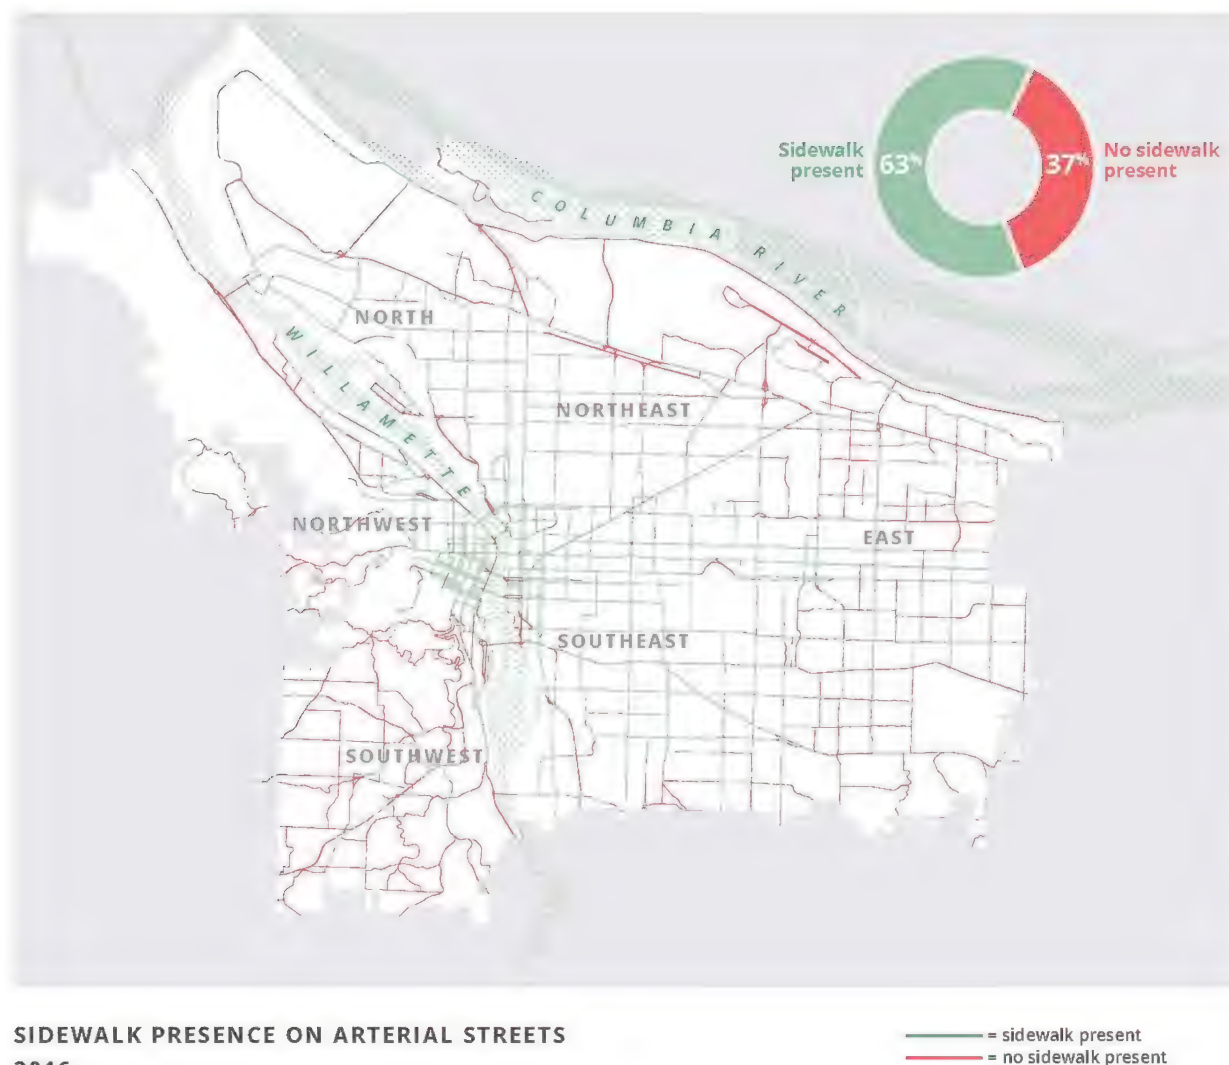 COLUMBIA RIVER
Sidewalk present
63%
37%
No sidewalk present
NORTH
WILLAMETTE
NORTHEAST
NORTHWEST
EAST
SOUTHEAST
SOUTHWEST
SIDEWALK PRESENCE ON ARTERIAL STREETS
= sidewalk present
= no sidewalk present